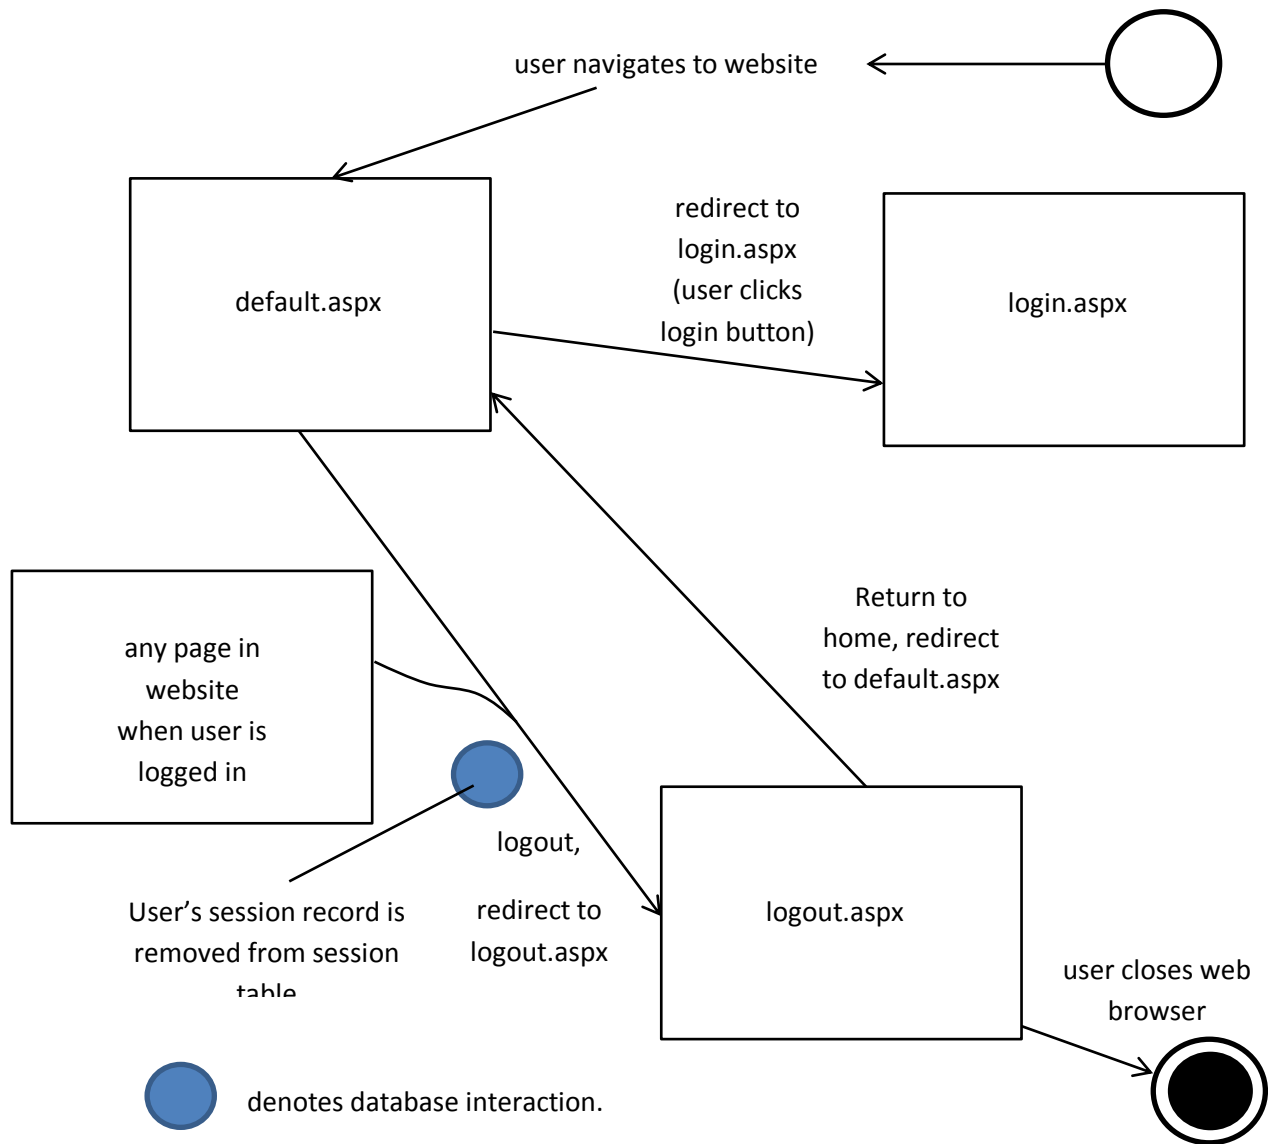 user navigates to website
redirect to
login.aspx
(user clicks
login button)
default.aspx
login.aspx
any page in
website
when user is
logged in
Return to
home, redirect
to default.aspx
logout,
redirect to
logout.aspx
User's session record is
removed from session
table
logout.aspx
user closes web
browser
denotes database interaction.